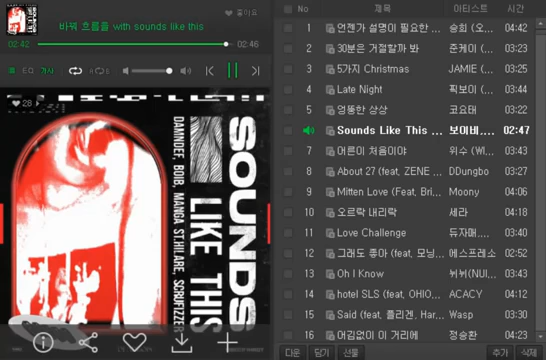 바꿔 흐름들 with sounds like this
좋아요
02:42
02:46
EQ 가사
28
SOUNDS
LIKE THIS
DAMNDEF, BOIB, MANGA ST.HILARE, SCRUFIZZER
No 제목 아티스트 시간
1 언젠가 설명이 필요한 ... 승희 (오... 04:42
2 30분은 거절할까 봐 준케이 (... 03:23
3 5가지 Christmas JAMIE (... 03:25
4 Late Night 픽보이 (... 03:44
5 엉뚱한 상상 코요태 03:22
Sounds Like This ... 보이비,... 02:47
7 어른이 처음이야 위수 (WI... 03:43
8 About 27 (feat, ZENE ... DDungbo 03:27
9 Mitten Love (Feat, Bri... Moony 04:06
10 오르락 내리락 세라 04:18
11 Love Challenge 듀자매,... 03:40
12 그래도 좋아 (feat, 모닝... 에스프레소 02:52
13 Oh I Know 뉘뉘(NUI... 03:43
14 hotel SLS (feat, OHIO... ACACY 04:12
15 Said (feat, 플리겐, Har... Wasp 03:30
16 어김없이 이 거리에 정승환 04:23
다운 담기 선물 추가 삭제